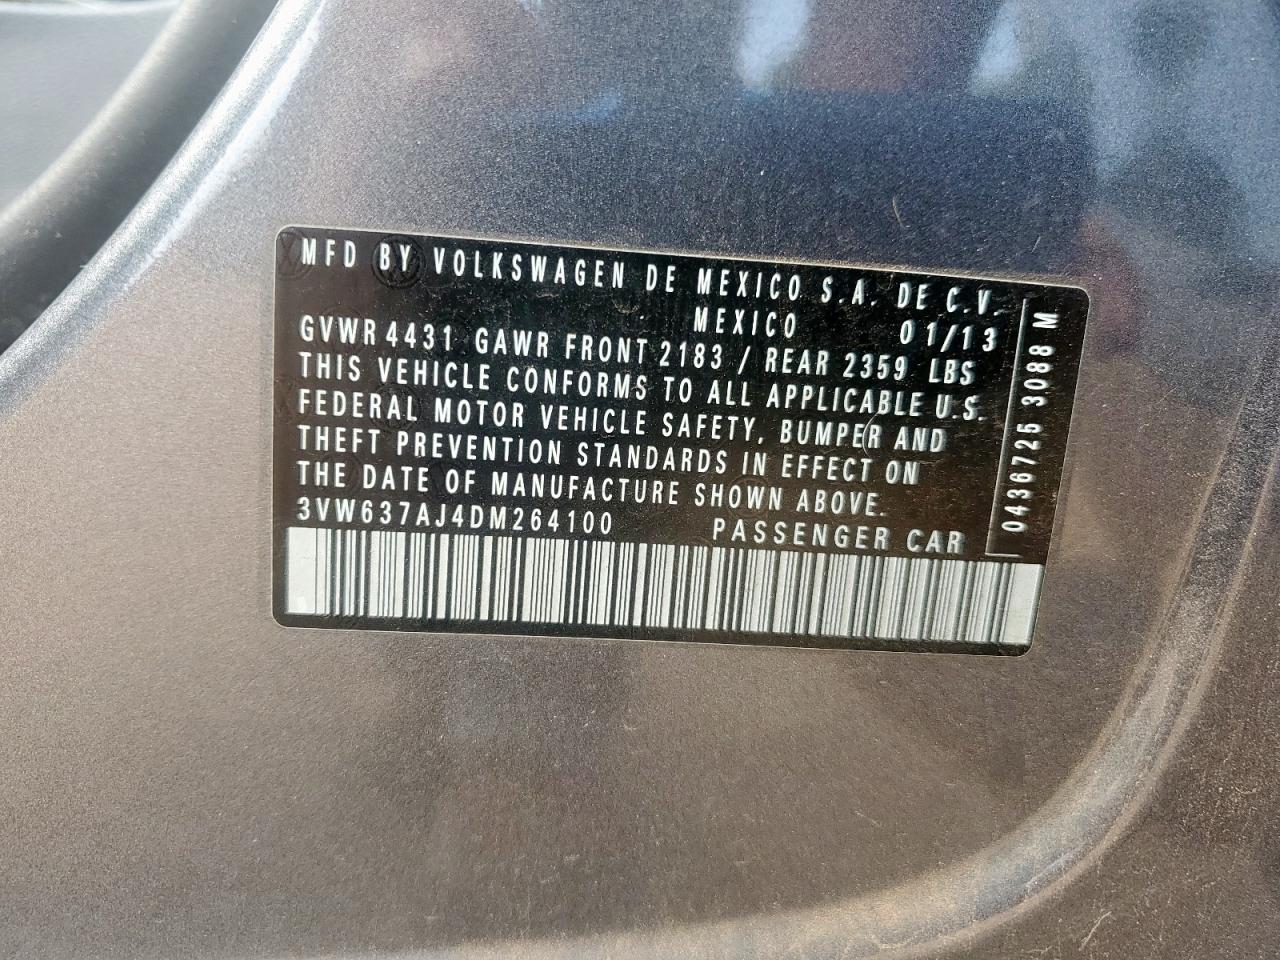 MFD BY VOLKSWAGEN DE MEXICO S.A. DE C.V.
MEXICO 01/13
GVWR 4431 GAWR FRONT 2183 / REAR 2359 LBS
THIS VEHICLE CONFORMS TO ALL APPLICABLE U.S.
FEDERAL MOTOR VEHICLE SAFETY, BUMPER AND
THEFT PREVENTION STANDARDS IN EFFECT ON
THE DATE OF MANUFACTURE SHOWN ABOVE.
3VW637AJ4DM264100 PASSENGER CAR
0436726 3088 M